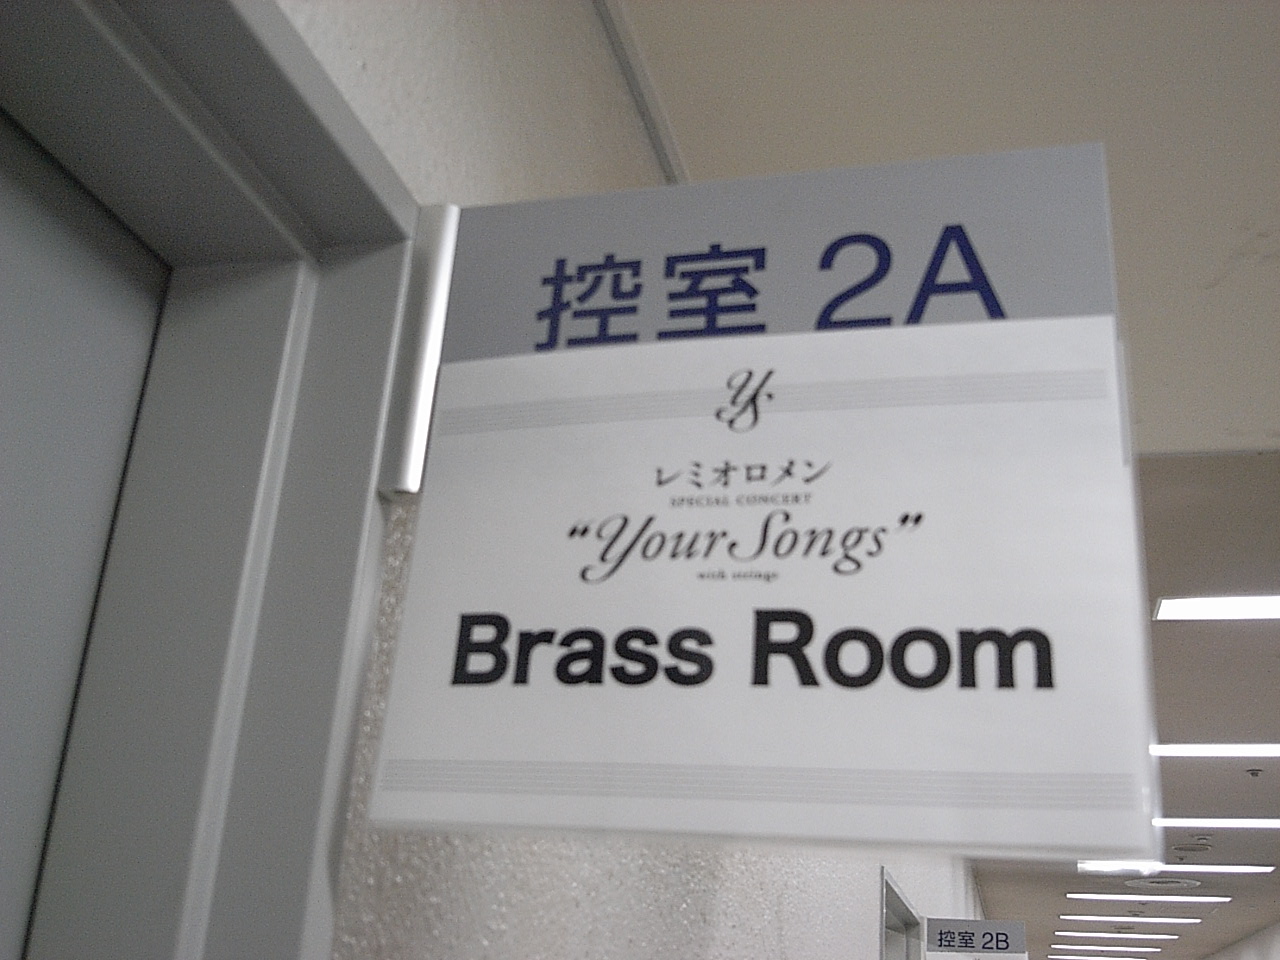 控室 2A
YS
レミオロメン
SPECIAL CONCERT
“Your Songs”
with strings
Brass Room
控室 2B